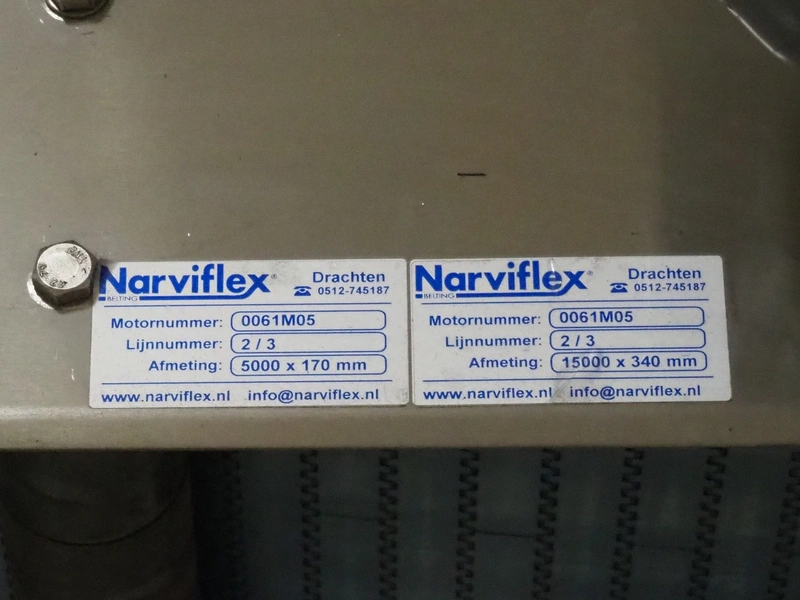 Narviflex®
BELTING
Drachten
☎ 0512-745187
Motornummer: 0061M05
Lijnnummer: 2 / 3
Afmeting: 5000 x 170 mm
www.narviflex.nl info@narviflex.nl
Narviflex®
BELTING
Drachten
☎ 0512-745187
Motornummer: 0061M05
Lijnnummer: 2 / 3
Afmeting: 15000 x 340 mm
www.narviflex.nl info@narviflex.nl